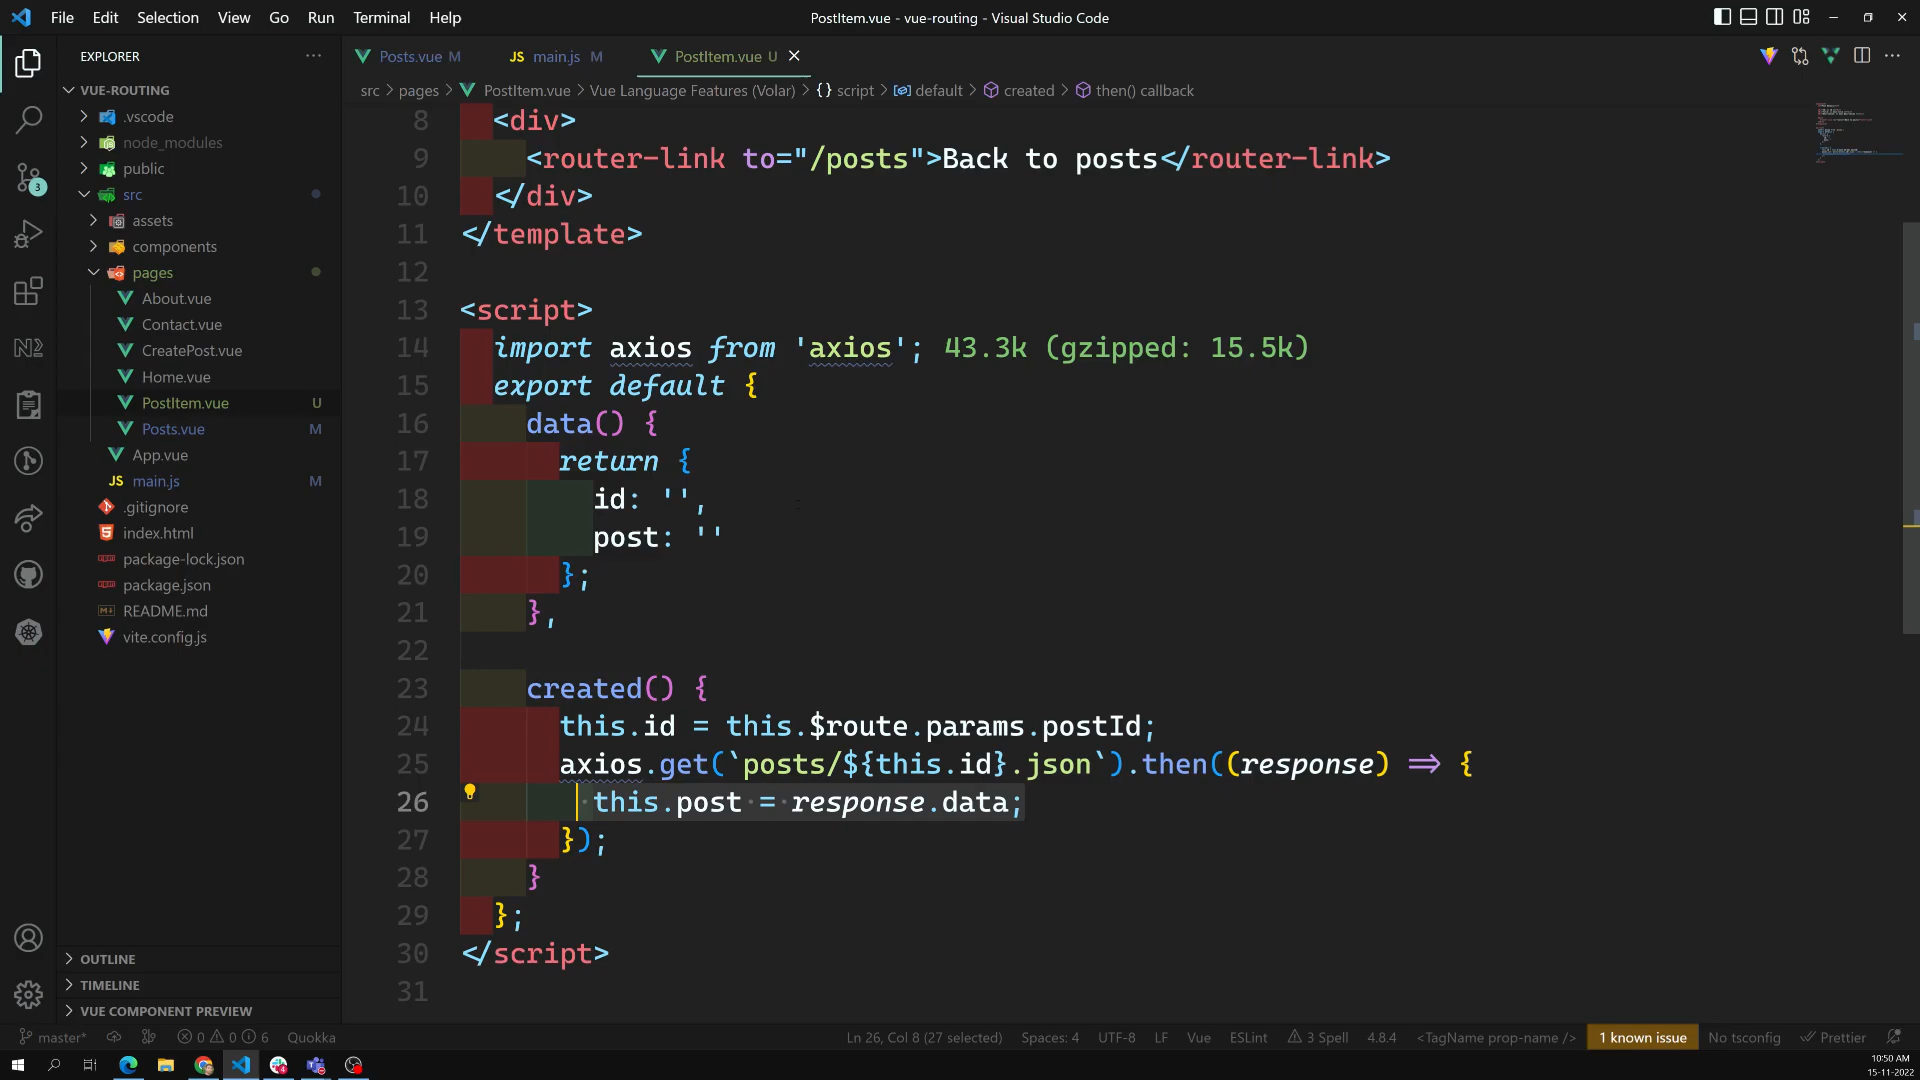 File Edit Selection View Go Run Terminal Help
PostItem.vue - vue-routing - Visual Studio Code
EXPLORER
VUE-ROUTING
.vscode
node_modules
public
src
assets
components
pages
About.vue
Contact.vue
CreatePost.vue
Home.vue
PostItem.vue U
Posts.vue M
App.vue
JS main.js M
.gitignore
index.html
package-lock.json
package.json
README.md
vite.config.js
OUTLINE
TIMELINE
VUE COMPONENT PREVIEW
3
Posts.vue M JS main.js M PostItem.vue U
src > pages > PostItem.vue > Vue Language Features (Volar) > {} script > default > created > then() callback
8 <div>
9 <router-link to="/posts">Back to posts</router-link>
10 </div>
11 </template>
12
13 <script>
14 import axios from 'axios'; 43.3k (gzipped: 15.5k)
15 export default {
16 data() {
17 return {
18 id: '',
19 post: ''
20 };
21 },
22
23 created() {
24 this.id = this.$route.params.postId;
25 axios.get(`posts/${this.id}.json`).then((response) => {
26 this.post = response.data;
27 });
28 }
29 };
30 </script>
31
master* 0 0 6 Quokka Ln 26, Col 8 (27 selected) Spaces: 4 UTF-8 LF Vue ESLint 3 Spell 4.8.4 <TagName prop-name /> 1 known issue No tsconfig Prettier
10:50 AM
15-11-2022